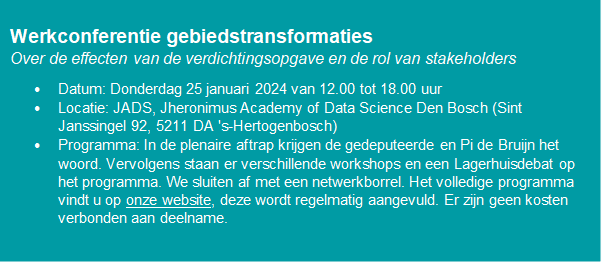 Werkconferentie gebiedstransformaties
Over de effecten van de verdichtingsopgave en de rol van stakeholders
• Datum: Donderdag 25 januari 2024 van 12.00 tot 18.00 uur
• Locatie: JADS, Jheronimus Academy of Data Science Den Bosch (Sint
Janssingel 92, 5211 DA 's-Hertogenbosch)
• Programma: In de plenaire aftrap krijgen de gedeputeerde en Pi de Bruijn het
woord. Vervolgens staan er verschillende workshops en een Lagerhuisdebat op
het programma. We sluiten af met een netwerkborrel. Het volledige programma
vindt u op onze website, deze wordt regelmatig aangevuld. Er zijn geen kosten
verbonden aan deelname.